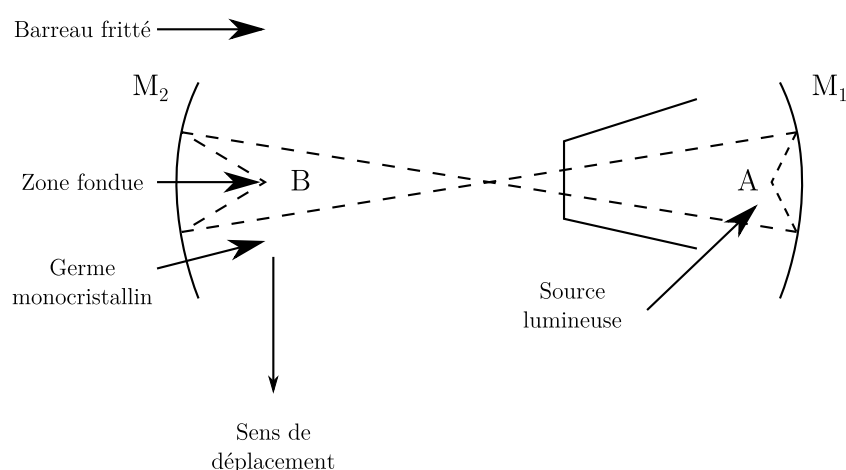 Barreau fritté
M₂
M₁
Zone fondue
B
A
Germe
monocristallin
Source
lumineuse
Sens de
déplacement